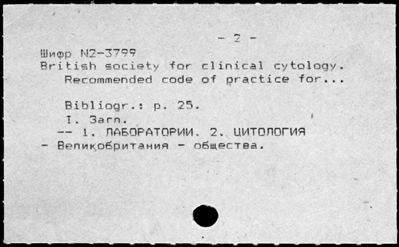 - 2 -
Шифр N2-3799
British society for clinical cytology.
Recommended code of practice for...
Bibliogr.: p. 25.
I. Загл.
-- 1. ЛАБОРАТОРИИ. 2. ЦИТОЛОГИЯ
- Великобритания - общества.